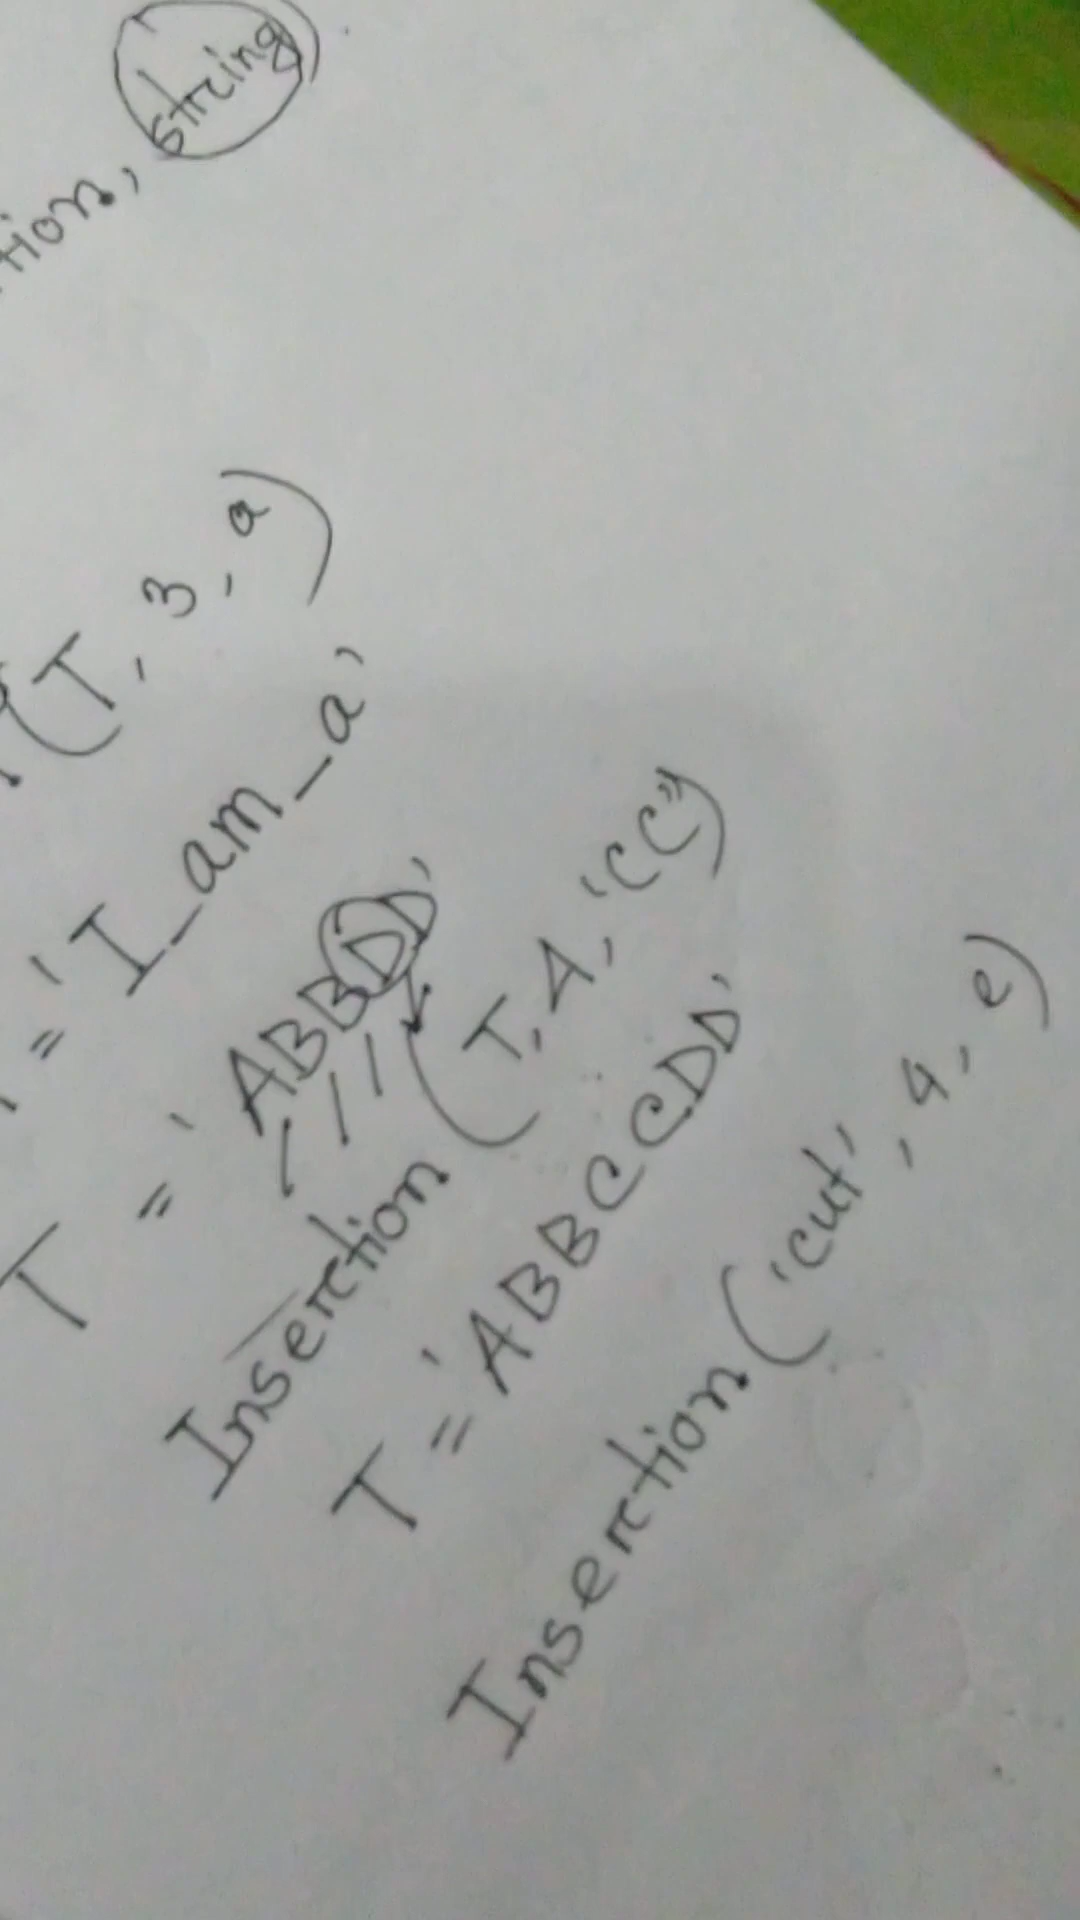 tion, string
(T, 3, a)
= 'I_am_a'
T = 'ABBDD'
Insertion (T, 4, 'CC')
T = 'ABBCCDD'
Insertion ('cut', 4, e)